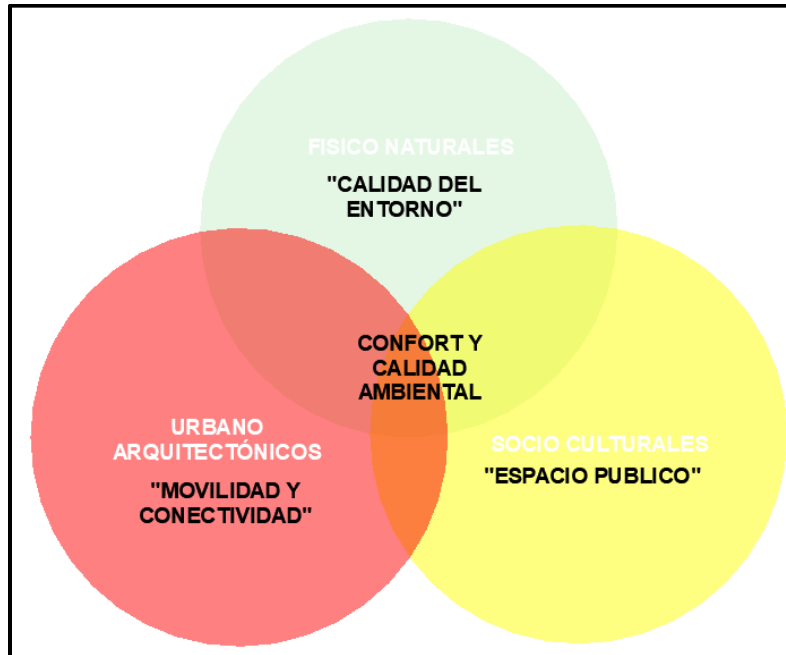 FISICO NATURALES
"CALIDAD DEL
ENTORNO"
CONFORT Y
CALIDAD
AMBIENTAL
URBANO
ARQUITECTÓNICOS
"MOVILIDAD Y
CONECTIVIDAD"
SOCIO CULTURALES
"ESPACIO PUBLICO"